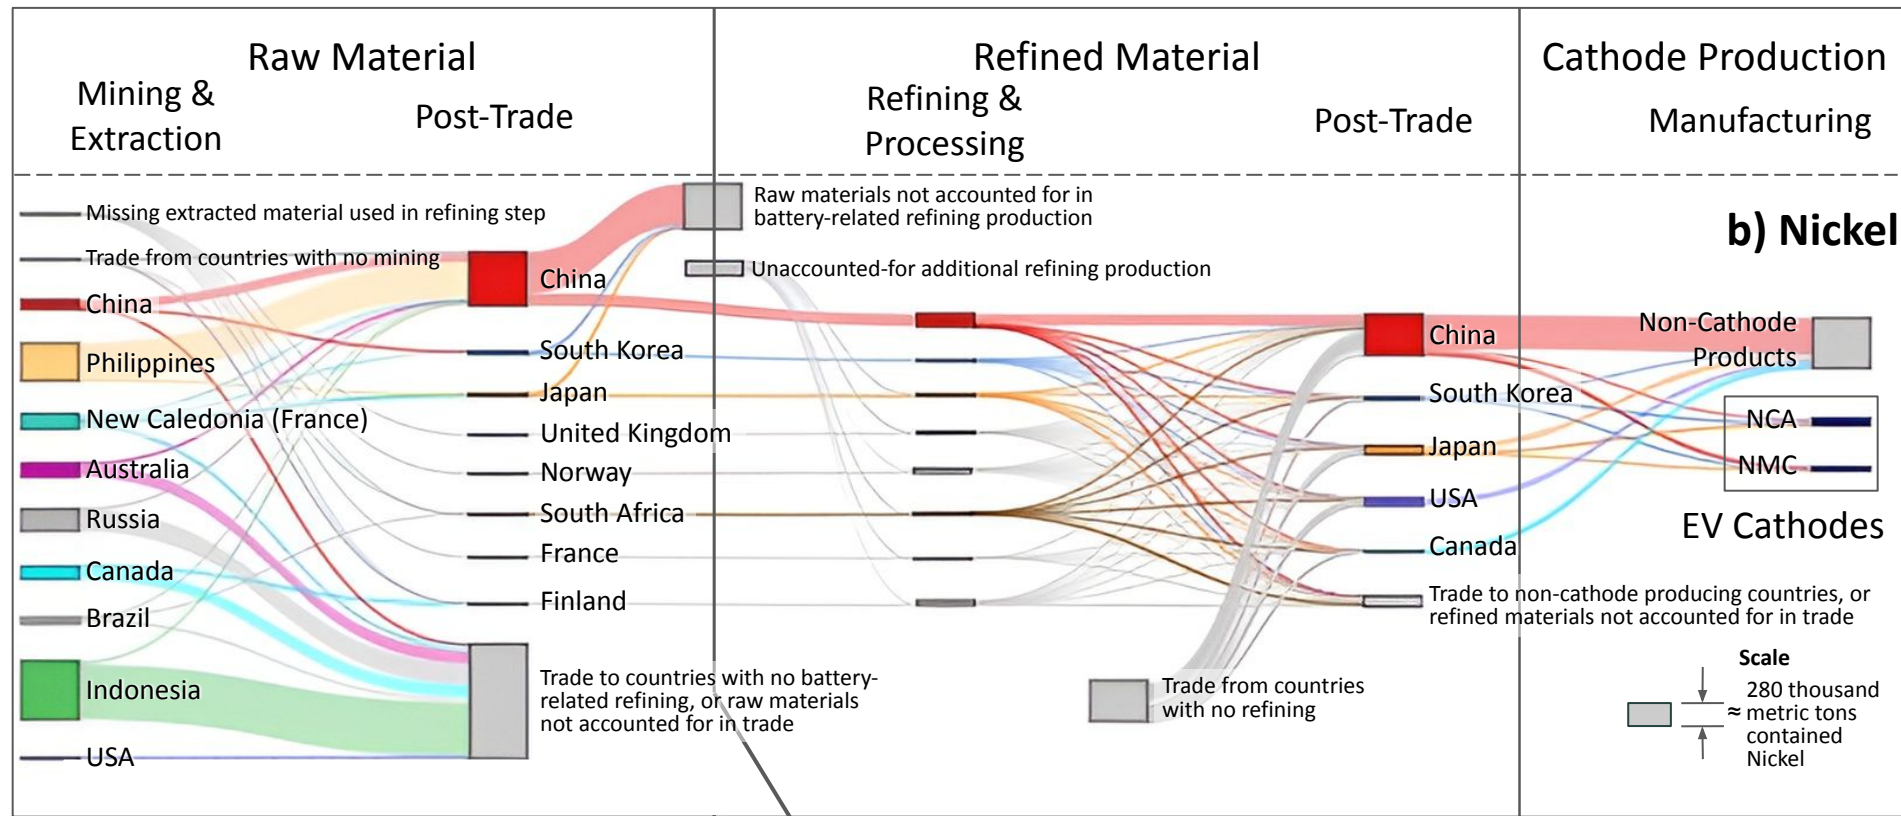 Raw Material
Refined Material
Cathode Production
Mining &
Extraction
Post-Trade
Refining &
Processing
Post-Trade
Manufacturing
b) Nickel
Missing extracted material used in refining step
Trade from countries with no mining
China
Philippines
New Caledonia (France)
Australia
Russia
Canada
Brazil
Indonesia
USA
China
South Korea
Japan
United Kingdom
Norway
South Africa
France
Finland
Trade to countries with no battery-
related refining, or raw materials
not accounted for in trade
Raw materials not accounted for in
battery-related refining production
Unaccounted-for additional refining production
Trade from countries
with no refining
China
South Korea
Japan
USA
Canada
Trade to non-cathode producing countries, or
refined materials not accounted for in trade
Non-Cathode
Products
NCA
NMC
EV Cathodes
Scale
≈ 280 thousand
metric tons
contained
Nickel